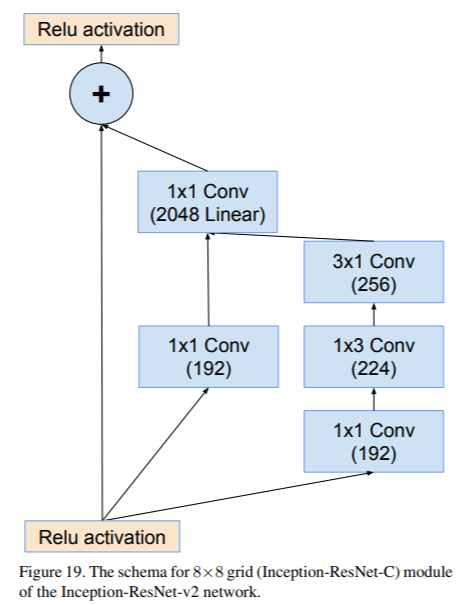 Relu activation
+
1x1 Conv
(2048 Linear)
3x1 Conv
(256)
1x1 Conv
(192)
1x3 Conv
(224)
1x1 Conv
(192)
Relu activation
Figure 19. The schema for 8×8 grid (Inception-ResNet-C) module
of the Inception-ResNet-v2 network.